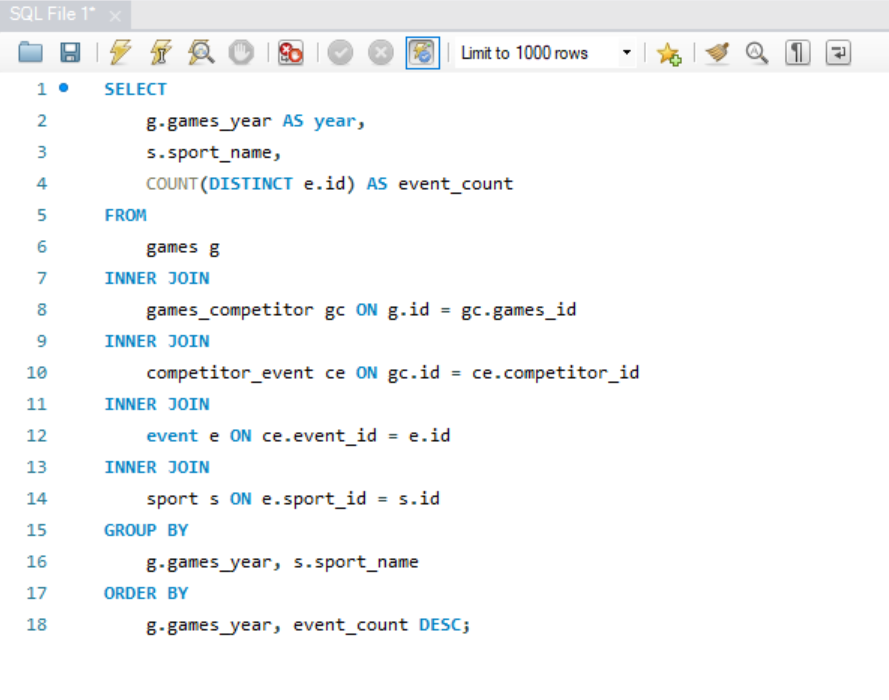 SQL File 1*
Limit to 1000 rows
1 SELECT
2 g.games_year AS year,
3 s.sport_name,
4 COUNT(DISTINCT e.id) AS event_count
5 FROM
6 games g
7 INNER JOIN
8 games_competitor gc ON g.id = gc.games_id
9 INNER JOIN
10 competitor_event ce ON gc.id = ce.competitor_id
11 INNER JOIN
12 event e ON ce.event_id = e.id
13 INNER JOIN
14 sport s ON e.sport_id = s.id
15 GROUP BY
16 g.games_year, s.sport_name
17 ORDER BY
18 g.games_year, event_count DESC;